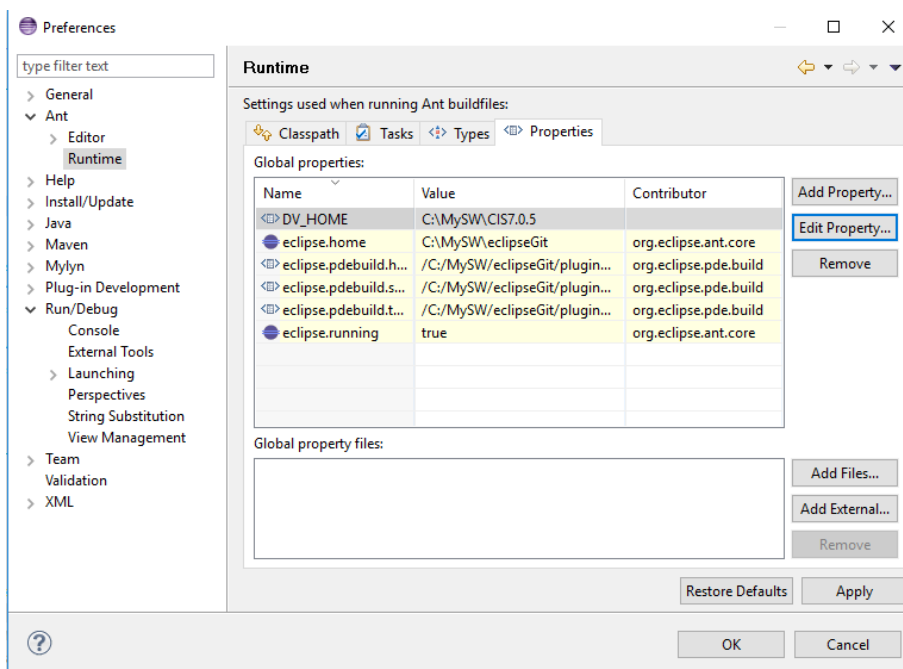 Preferences
type filter text
General
Ant
Editor
Runtime
Help
Install/Update
Java
Maven
Mylyn
Plug-in Development
Run/Debug
Console
External Tools
Launching
Perspectives
String Substitution
View Management
Team
Validation
XML
Runtime
Settings used when running Ant buildfiles:
Classpath Tasks Types Properties
Global properties:
Name Value Contributor
DV_HOME C:\MySW\CIS7.0.5
eclipse.home C:\MySW\eclipseGit org.eclipse.ant.core
eclipse.pdebuild.h... /C:/MySW/eclipseGit/plugin... org.eclipse.pde.build
eclipse.pdebuild.s... /C:/MySW/eclipseGit/plugin... org.eclipse.pde.build
eclipse.pdebuild.t... /C:/MySW/eclipseGit/plugin... org.eclipse.pde.build
eclipse.running true org.eclipse.ant.core
Add Property...
Edit Property...
Remove
Global property files:
Add Files...
Add External...
Remove
Restore Defaults Apply
? OK Cancel